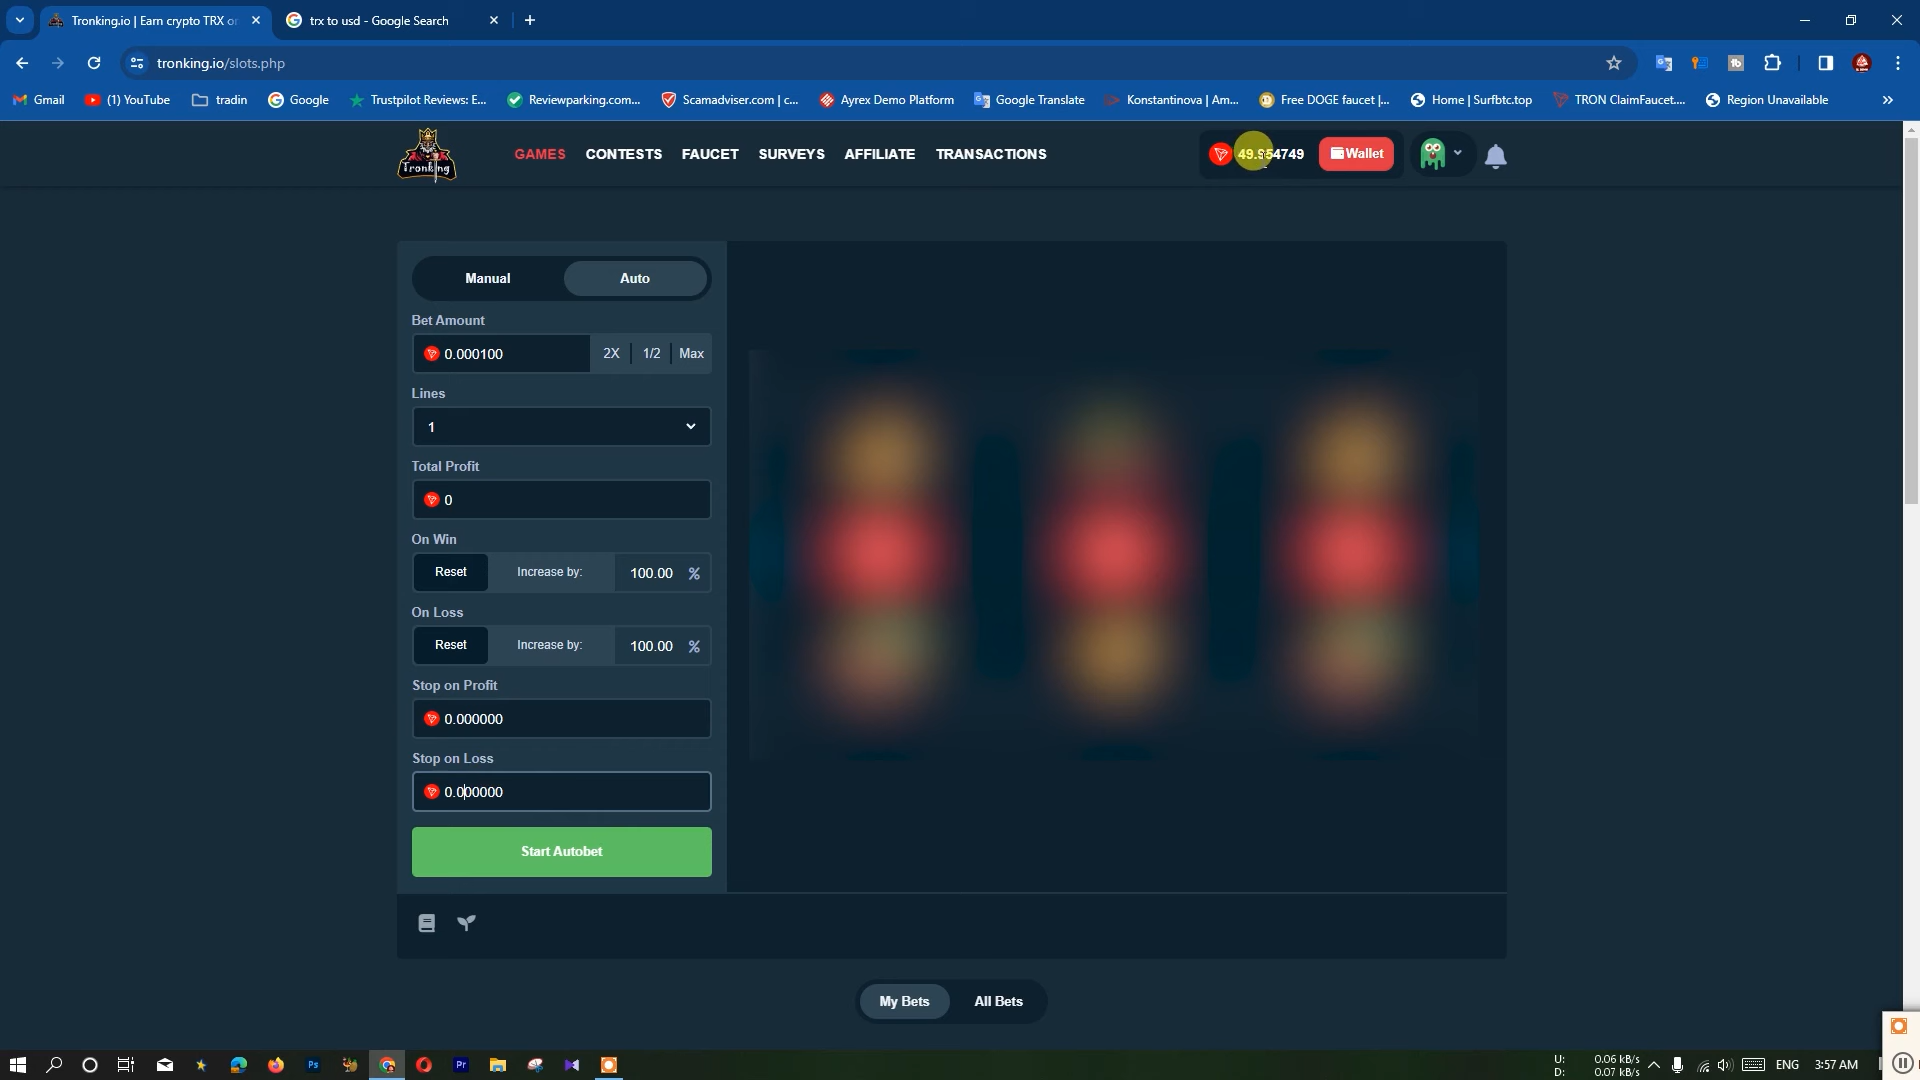 Tronking.io | Earn crypto TRX or
trx to usd - Google Search
tronking.io/slots.php
Gmail
(1) YouTube
tradin
Google
Trustpilot Reviews: E...
Reviewparking.com...
Scamadviser.com | c...
Ayrex Demo Platform
Google Translate
Konstantinova | Am...
Free DOGE faucet |...
Home | Surfbtc.top
TRON ClaimFaucet....
Region Unavailable
»
Tronking
GAMES
CONTESTS
FAUCET
SURVEYS
AFFILIATE
TRANSACTIONS
Wallet
Manual
Auto
Bet Amount
0.000100
2X
1/2
Max
Lines
1
Total Profit
0
On Win
Reset
Increase by:
100.00 %
On Loss
Reset
Increase by:
100.00 %
Stop on Profit
0.000000
Stop on Loss
0.000000
Start Autobet
My Bets
All Bets
Ps
Pr
U: 0.06 kB/s
D: 0.07 kB/s
ENG
3:57 AM